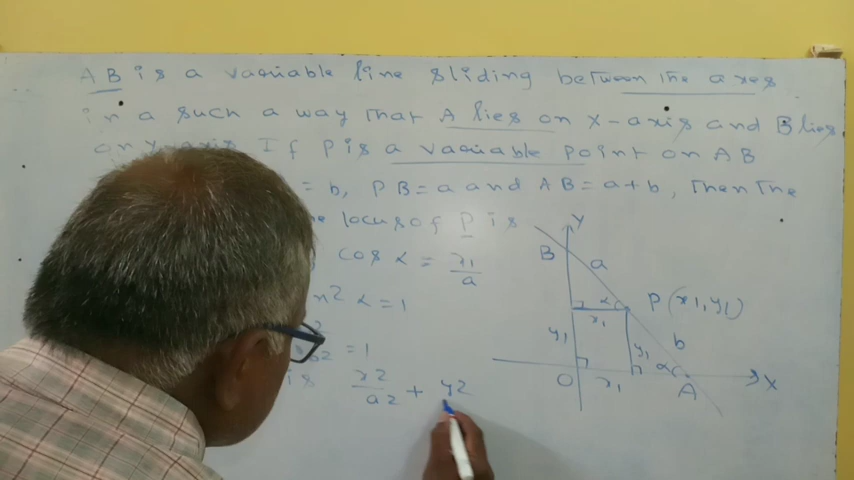 AB is a variable line sliding between the axes
in a such a way that A lies on x-axis and B lies
on y-axis If P is a variable point on AB
= b, PB = a and AB = a+b, Then the
locus of P is
cos α = x1/a
α = 1
= 1
is x2/a2 + y2
Y
B
a
α
P(x1, y1)
x1
y1
y1
b
α
O
x1
A
X